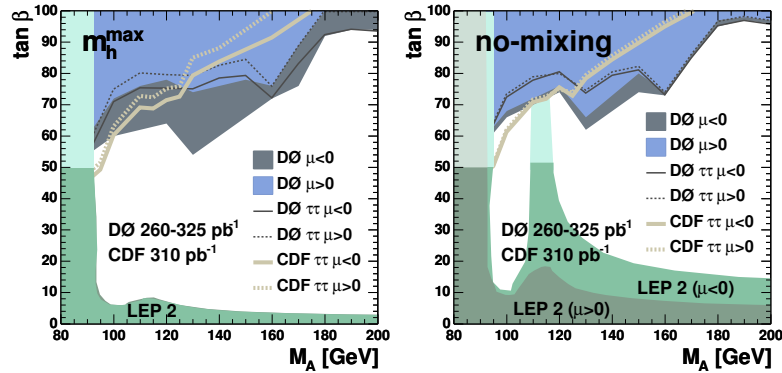 tan β
100
90
80
70
60
50
40
30
20
10
0
m_h^max
DØ μ<0
DØ μ>0
DØ ττ μ<0
DØ ττ μ>0
CDF ττ μ<0
CDF ττ μ>0
DØ 260-325 pb⁻¹
CDF 310 pb⁻¹
LEP 2
80 100 120 140 160 180 200
M_A [GeV]
tan β
100
90
80
70
60
50
40
30
20
10
0
no-mixing
DØ μ<0
DØ μ>0
DØ ττ μ<0
DØ ττ μ>0
CDF ττ μ<0
CDF ττ μ>0
DØ 260-325 pb⁻¹
CDF 310 pb⁻¹
LEP 2 (μ<0)
LEP 2 (μ>0)
80 100 120 140 160 180 200
M_A [GeV]